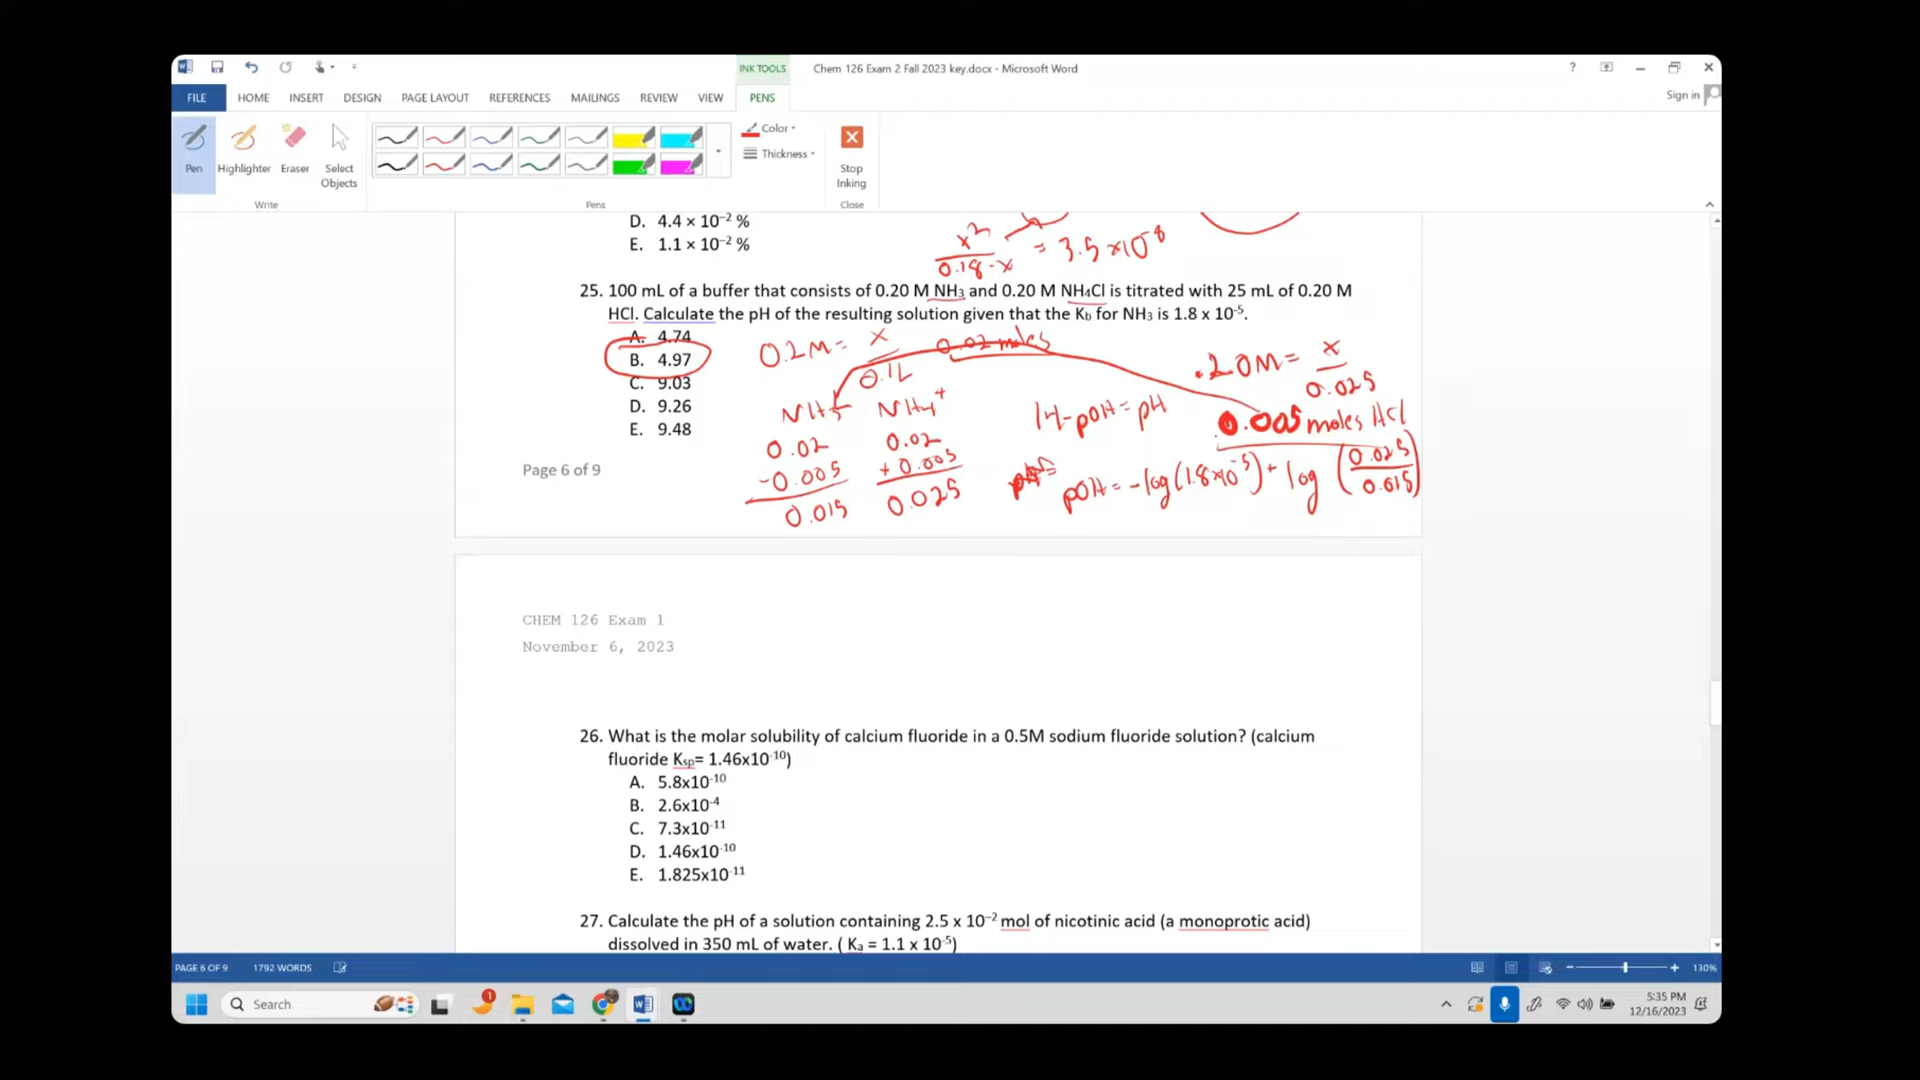 INK TOOLS
Chem 126 Exam 2 Fall 2023 key.docx - Microsoft Word
?
FILE HOME INSERT DESIGN PAGE LAYOUT REFERENCES MAILINGS REVIEW VIEW PENS
Sign in
Pen Highlighter Eraser Select Objects
Color
Thickness
Stop Inking
Write Pens Close
D. 4.4 × 10⁻² %
E. 1.1 × 10⁻² %
x² / 0.18-x = 3.5×10⁻⁸
25. 100 mL of a buffer that consists of 0.20 M NH₃ and 0.20 M NH₄Cl is titrated with 25 mL of 0.20 M
HCl. Calculate the pH of the resulting solution given that the K_b for NH₃ is 1.8 x 10⁻⁵.
A. 4.74
B. 4.97
C. 9.03
D. 9.26
E. 9.48
0.2M = x / 0.1L
0.02 moles
.20M = x / 0.025
0.005 moles HCl
NH₃ NH₄⁺
0.02 0.02
-0.005 +0.005
0.015 0.025
14-pOH = pH
pOH = -log(1.8×10⁻⁵) + log (0.025 / 0.015)
Page 6 of 9
CHEM 126 Exam 1
November 6, 2023
26. What is the molar solubility of calcium fluoride in a 0.5M sodium fluoride solution? (calcium
fluoride Ksp= 1.46x10⁻¹⁰)
A. 5.8x10⁻¹⁰
B. 2.6x10⁻⁴
C. 7.3x10⁻¹¹
D. 1.46x10⁻¹⁰
E. 1.825x10⁻¹¹
27. Calculate the pH of a solution containing 2.5 x 10⁻² mol of nicotinic acid (a monoprotic acid)
dissolved in 350 mL of water. ( Kₐ = 1.1 x 10⁻⁵)
PAGE 6 OF 9 1792 WORDS
130%
Search
1
5:35 PM
12/16/2023